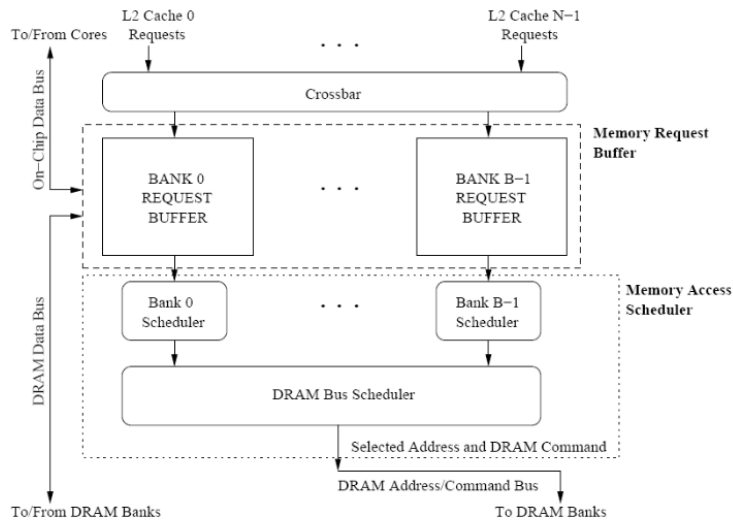 L2 Cache 0
Requests
L2 Cache N−1
Requests
To/From Cores
. . .
Crossbar
On−Chip Data Bus
Memory Request
Buffer
BANK 0
REQUEST
BUFFER
. . .
BANK B−1
REQUEST
BUFFER
Memory Access
Scheduler
Bank 0
Scheduler
. . .
Bank B−1
Scheduler
DRAM Data Bus
DRAM Bus Scheduler
Selected Address and DRAM Command
DRAM Address/Command Bus
To/From DRAM Banks
To DRAM Banks